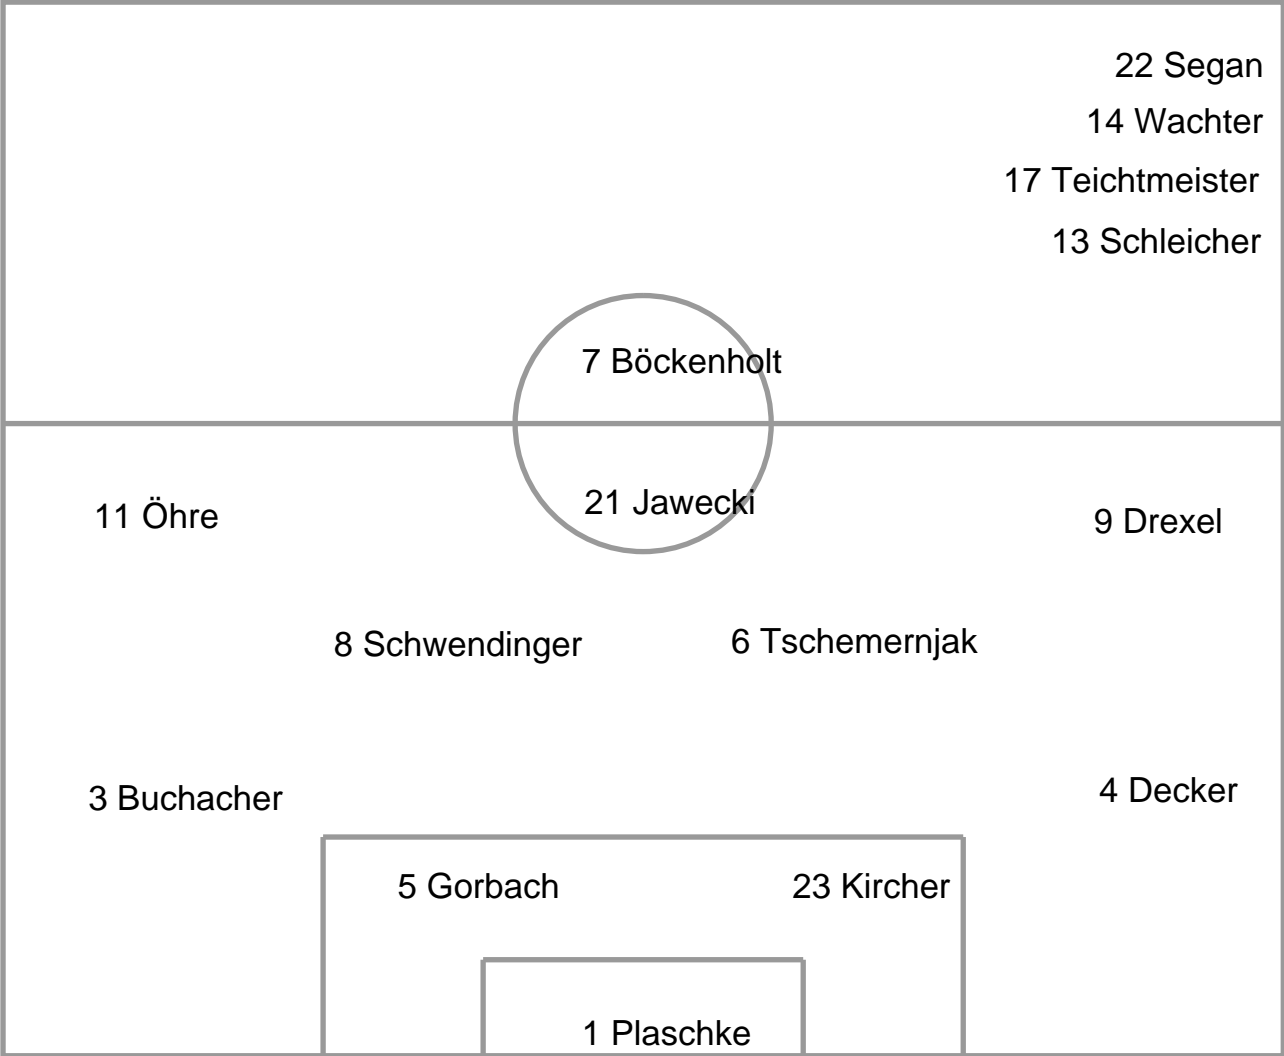 22 Segan
14 Wachter
17 Teichtmeister
13 Schleicher
7 Böckenholt
11 Öhre
21 Jawecki
9 Drexel
8 Schwendinger
6 Tschemernjak
3 Buchacher
4 Decker
5 Gorbach
23 Kircher
1 Plaschke